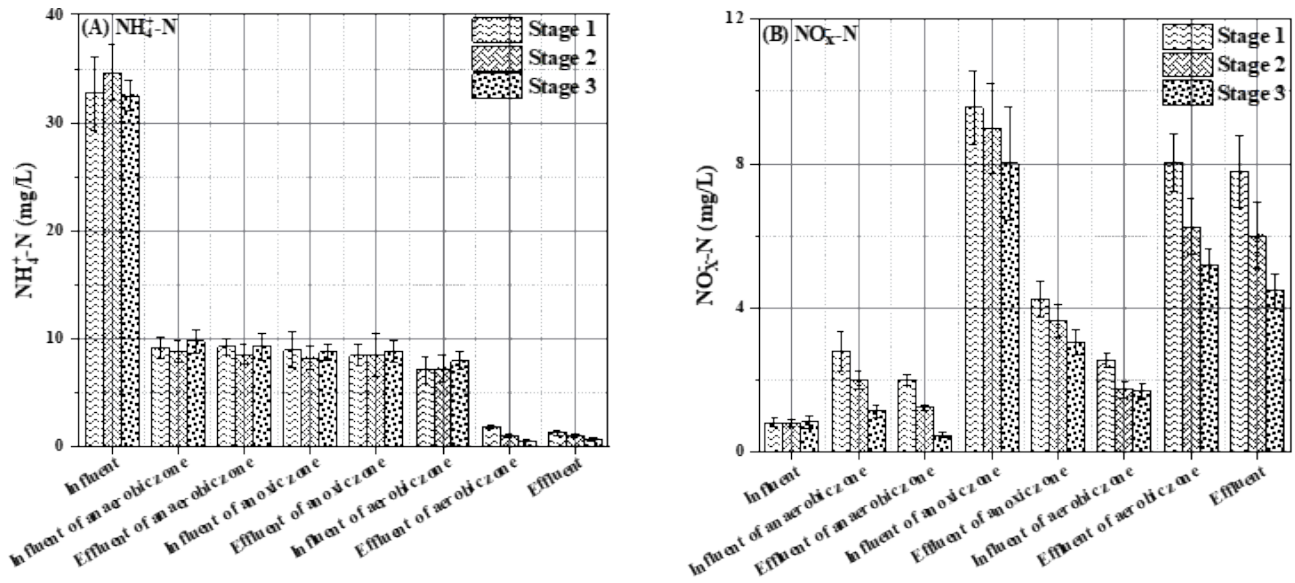 (A) NH₄⁺-N
Stage 1
Stage 2
Stage 3
40
30
20
10
0
NH₄⁺-N (mg/L)
Influent
Influent of anaerobic zone
Effluent of anaerobic zone
Influent of anoxic zone
Effluent of anoxic zone
Influent of aerobic zone
Effluent of aerobic zone
Effluent
(B) NOₓ⁻-N
Stage 1
Stage 2
Stage 3
12
8
4
0
NOₓ⁻-N (mg/L)
Influent
Influent of anaerobic zone
Effluent of anaerobic zone
Influent of anoxic zone
Effluent of anoxic zone
Influent of aerobic zone
Effluent of aerobic zone
Effluent